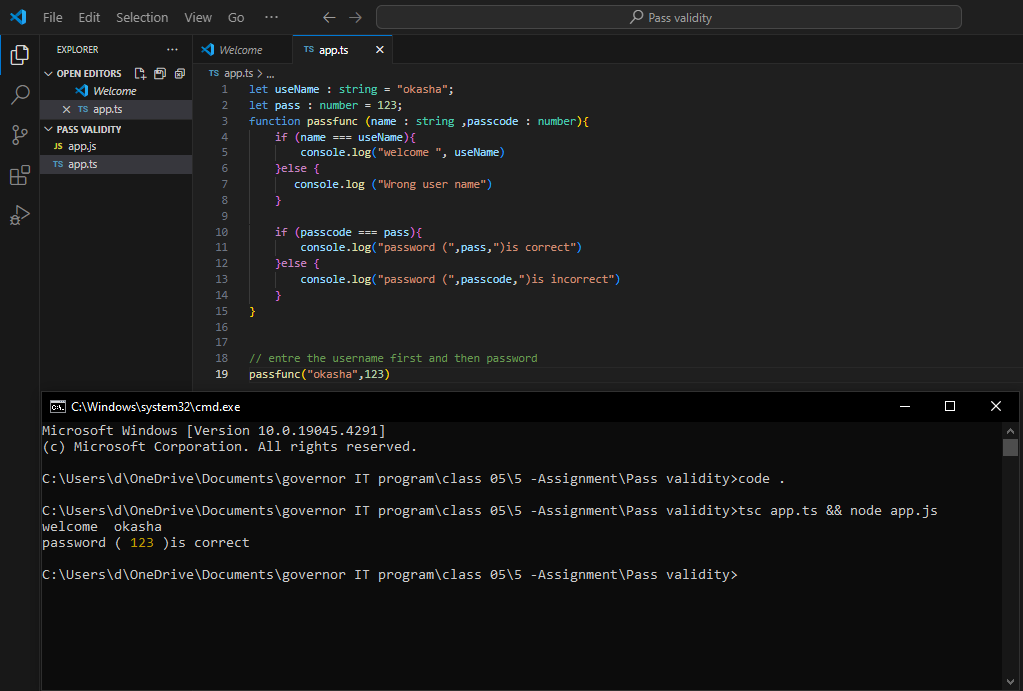 File Edit Selection View Go ··· Pass validity
EXPLORER ···
OPEN EDITORS
Welcome
TS app.ts
PASS VALIDITY
JS app.js
TS app.ts
Welcome TS app.ts
TS app.ts > ...
1 let useName : string = "okasha";
2 let pass : number = 123;
3 function passfunc (name : string ,passcode : number){
4 if (name === useName){
5 console.log("welcome ", useName)
6 }else {
7 console.log ("Wrong user name")
8 }
9
10 if (passcode === pass){
11 console.log("password (",pass,")is correct")
12 }else {
13 console.log("password (",passcode,")is incorrect")
14 }
15 }
16
17
18 // entre the username first and then password
19 passfunc("okasha",123)
C:\Windows\system32\cmd.exe
Microsoft Windows [Version 10.0.19045.4291]
(c) Microsoft Corporation. All rights reserved.
C:\Users\d\OneDrive\Documents\governor IT program\class 05\5 -Assignment\Pass validity>code .
C:\Users\d\OneDrive\Documents\governor IT program\class 05\5 -Assignment\Pass validity>tsc app.ts && node app.js
welcome  okasha
password ( 123 )is correct
C:\Users\d\OneDrive\Documents\governor IT program\class 05\5 -Assignment\Pass validity>